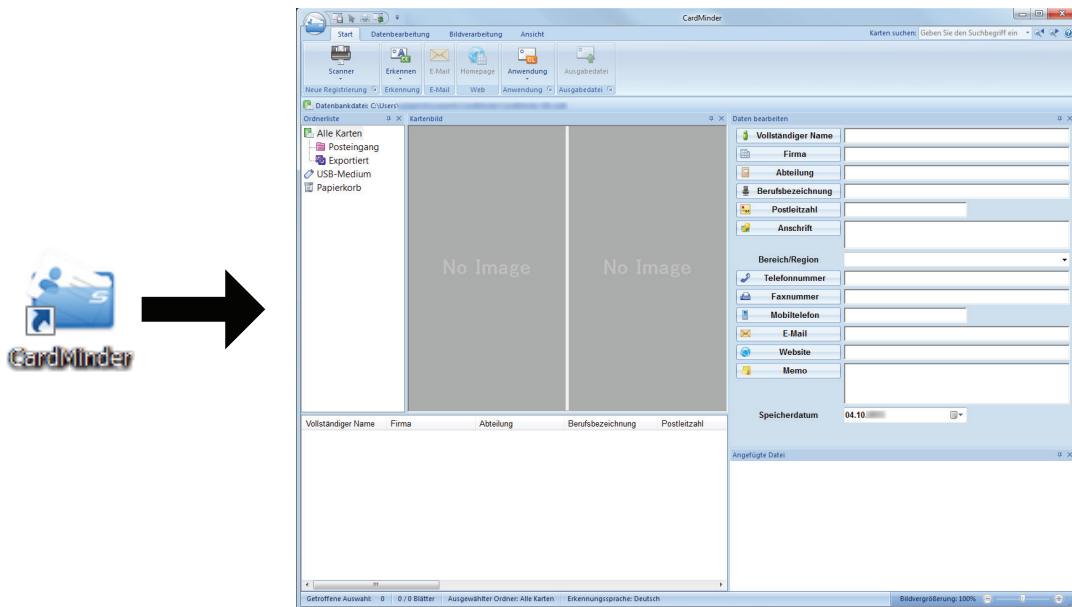 CardMinder
CardMinder
Start Datenbearbeitung Bildverarbeitung Ansicht
Karten suchen: Geben Sie den Suchbegriff ein
Scanner Erkennen E-Mail Homepage Anwendung Ausgabedatei
Neue Registrierung Erkennung E-Mail Web Anwendung Ausgabedatei
Datenbankdatei: C:\Users\
Ordnerliste
Alle Karten
Posteingang
Exportiert
USB-Medium
Papierkorb
Kartenbild
No Image No Image
Daten bearbeiten
Vollständiger Name
Firma
Abteilung
Berufsbezeichnung
Postleitzahl
Anschrift
Bereich/Region
Telefonnummer
Faxnummer
Mobiltelefon
E-Mail
Website
Memo
Speicherdatum 04.10.
Vollständiger Name Firma Abteilung Berufsbezeichnung Postleitzahl
Angefügte Datei
Getroffene Auswahl: 0 0 / 0 Blätter Ausgewählter Ordner: Alle Karten Erkennungssprache: Deutsch
Bildvergrößerung: 100%